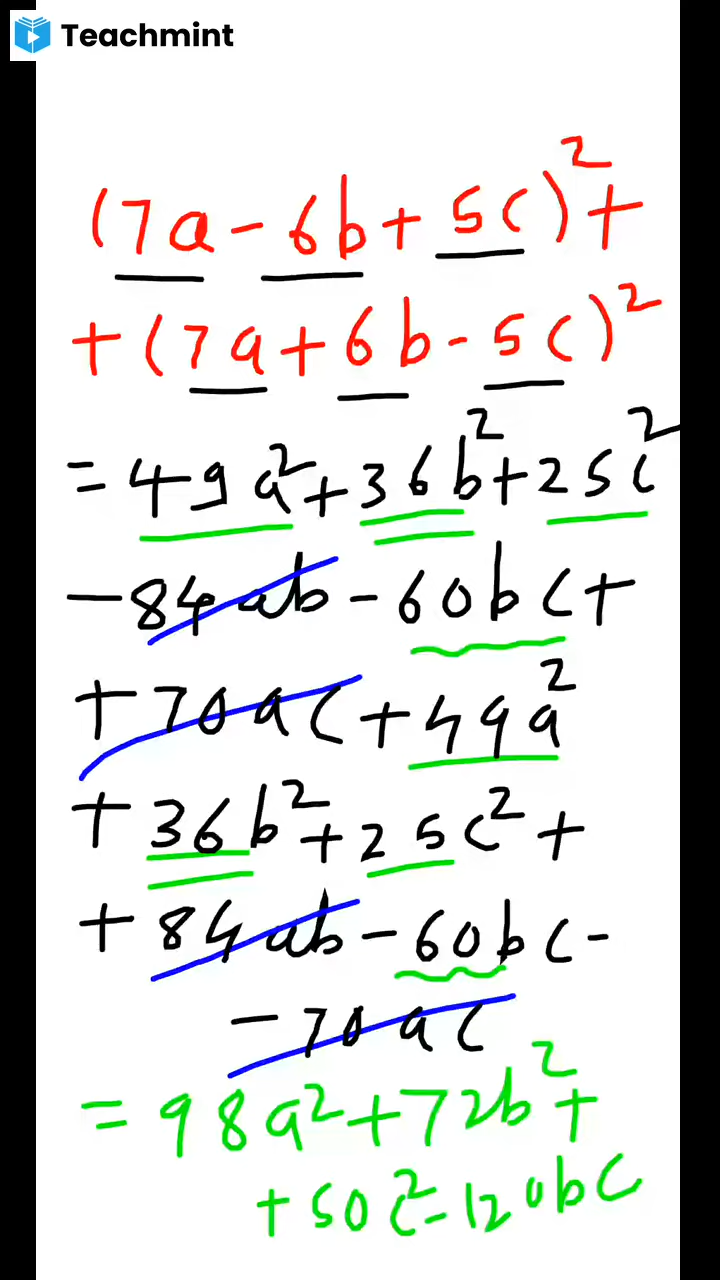 Teachmint
(7a - 6b + 5c)² +
+ (7a + 6b - 5c)²
= 49a² + 36b² + 25c²
- 84ab - 60bc +
+ 70ac + 49a²
+ 36b² + 25c² +
+ 84ab - 60bc -
- 70ac
= 98a² + 72b² +
+ 50c² - 120bc